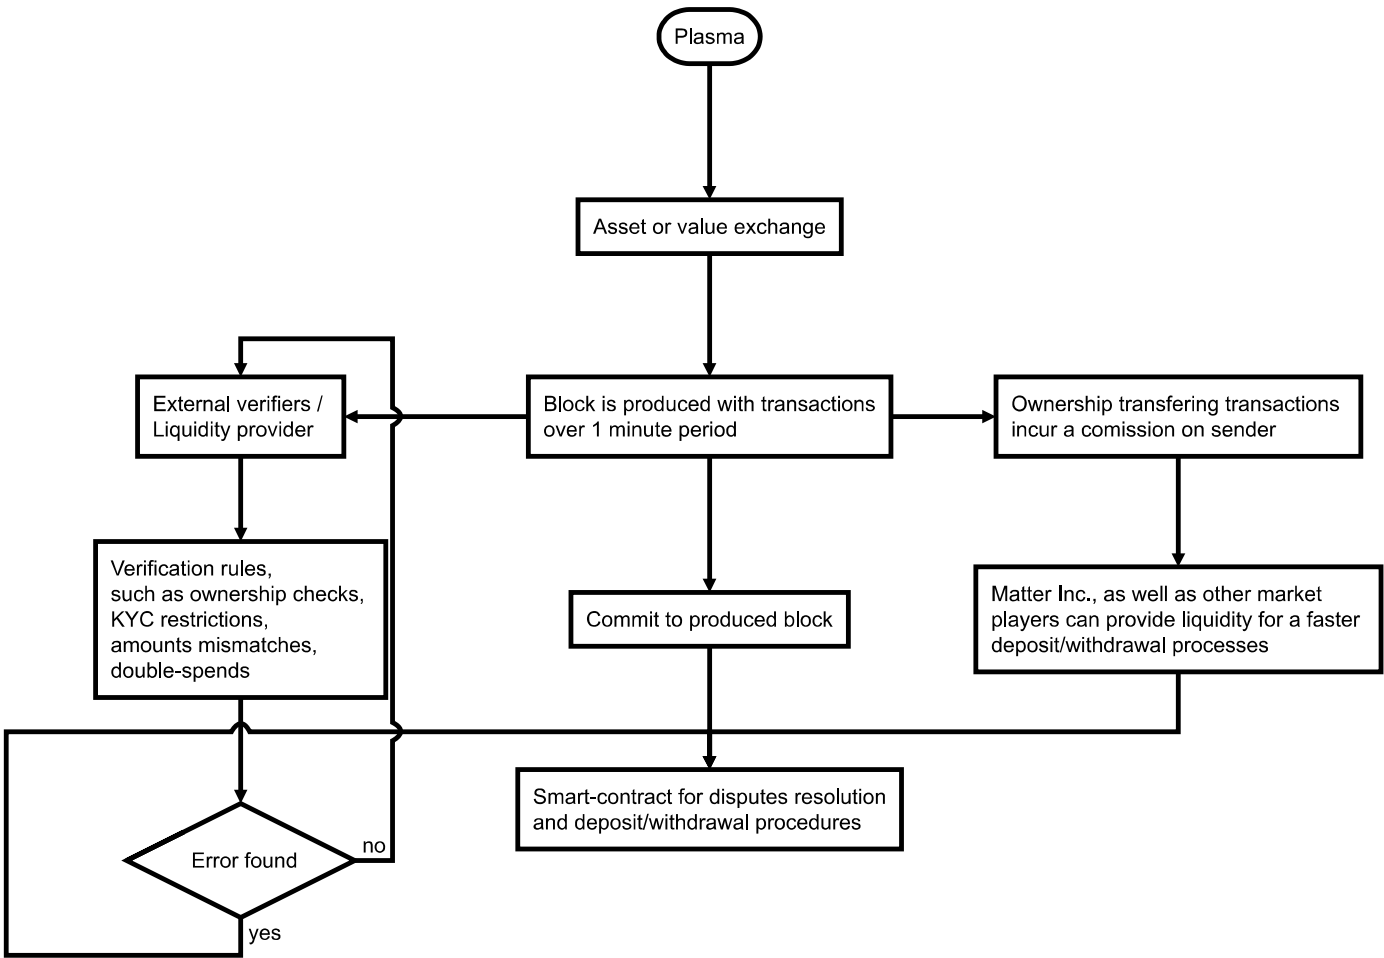 Plasma
Asset or value exchange
External verifiers /
Liquidity provider
Block is produced with transactions
over 1 minute period
Ownership transfering transactions
incur a comission on sender
Verification rules,
such as ownership checks,
KYC restrictions,
amounts mismatches,
double-spends
Commit to produced block
Matter Inc., as well as other market
players can provide liquidity for a faster
deposit/withdrawal processes
Smart-contract for disputes resolution
and deposit/withdrawal procedures
Error found
no
yes